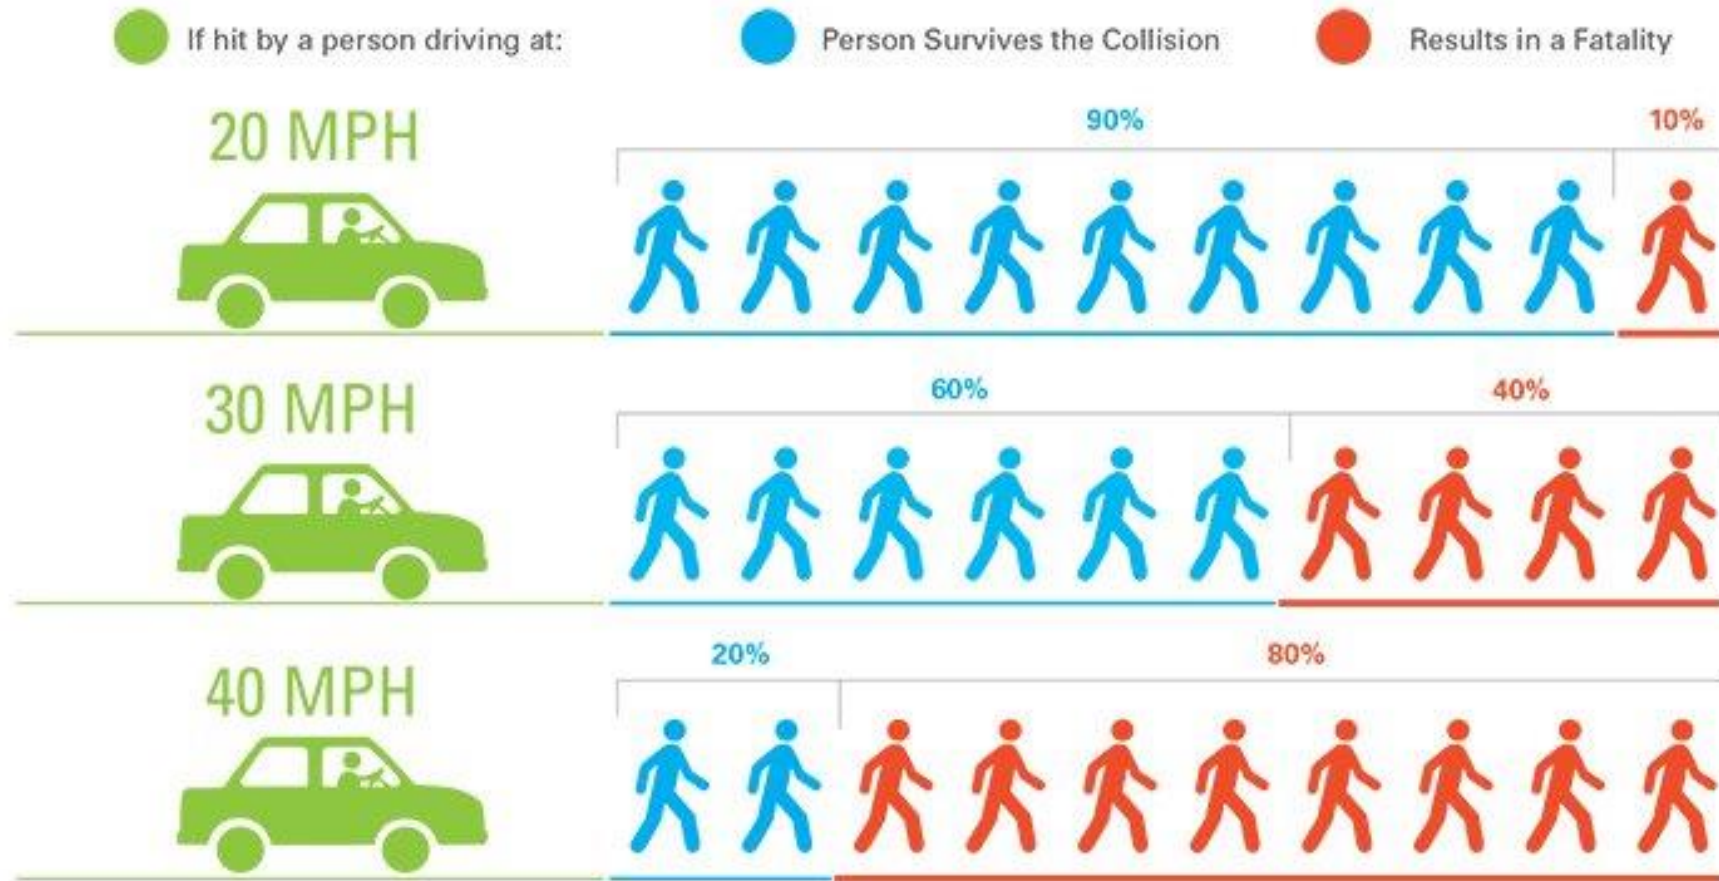 If hit by a person driving at:
Person Survives the Collision
Results in a Fatality
20 MPH
90%
10%
30 MPH
60%
40%
40 MPH
20%
80%